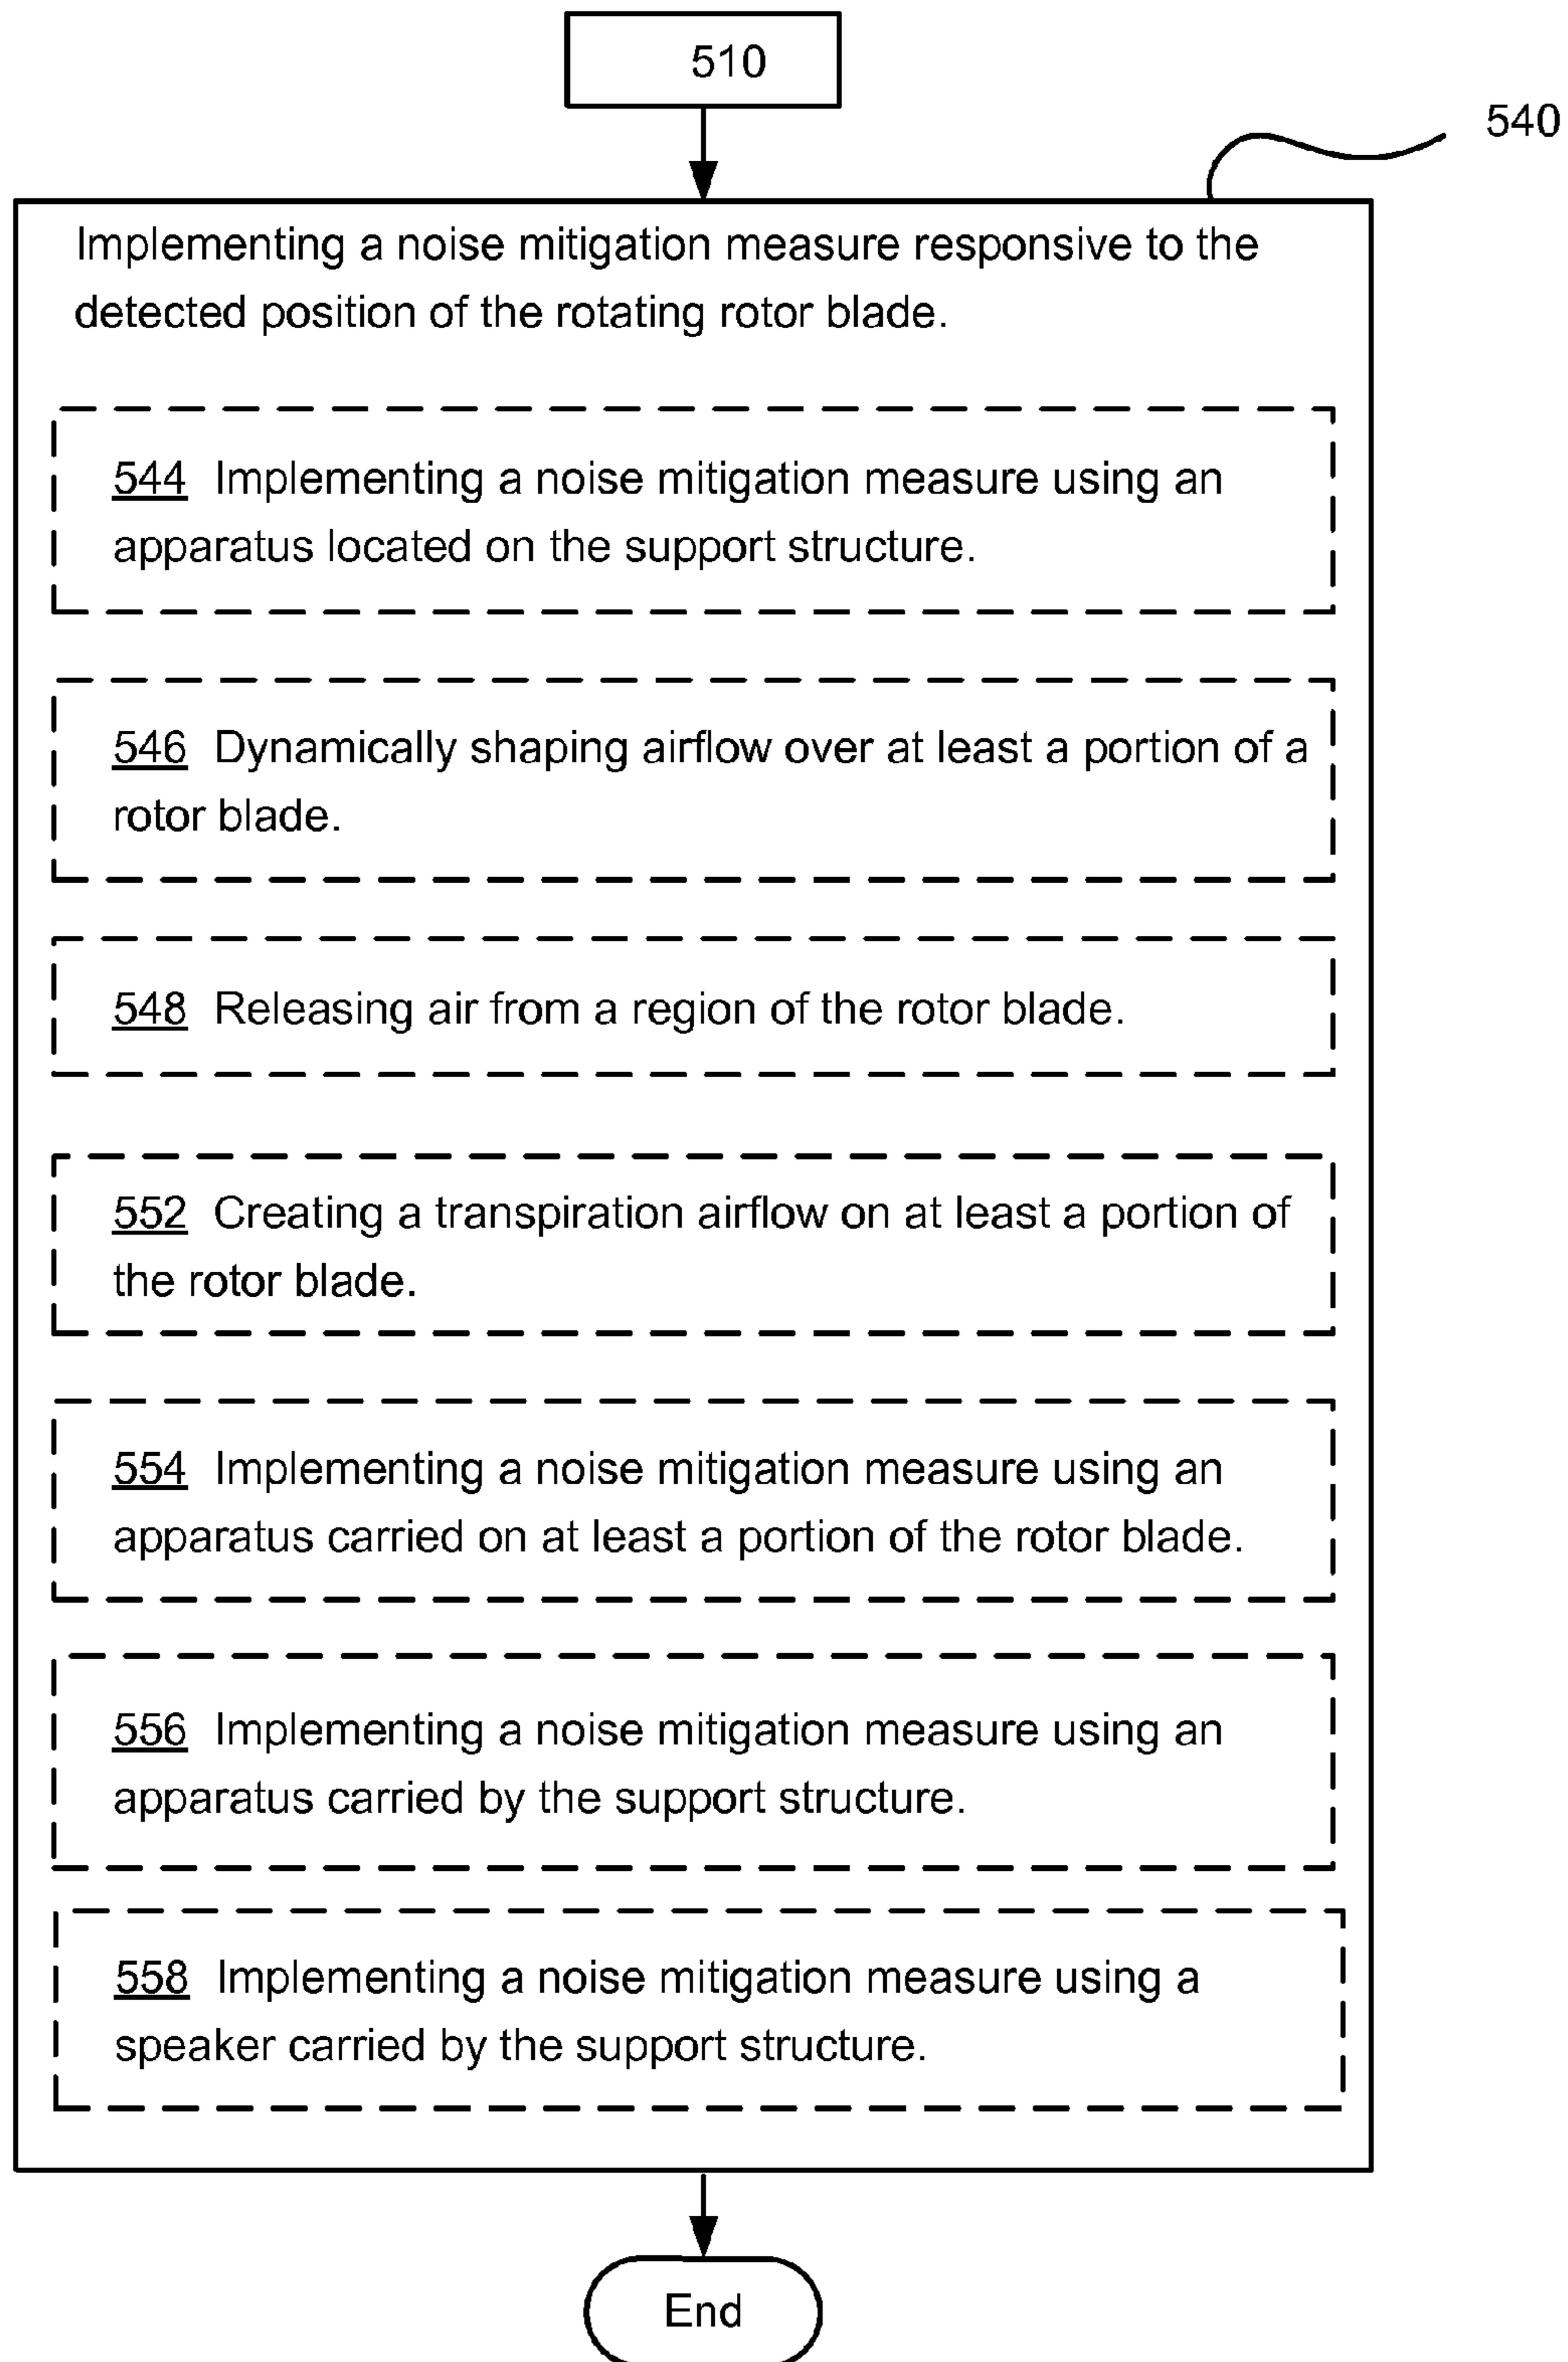 510
540
Implementing a noise mitigation measure responsive to the
detected position of the rotating rotor blade.
544 Implementing a noise mitigation measure using an
apparatus located on the support structure.
546 Dynamically shaping airflow over at least a portion of a
rotor blade.
548 Releasing air from a region of the rotor blade.
552 Creating a transpiration airflow on at least a portion of
the rotor blade.
554 Implementing a noise mitigation measure using an
apparatus carried on at least a portion of the rotor blade.
556 Implementing a noise mitigation measure using an
apparatus carried by the support structure.
558 Implementing a noise mitigation measure using a
speaker carried by the support structure.
End